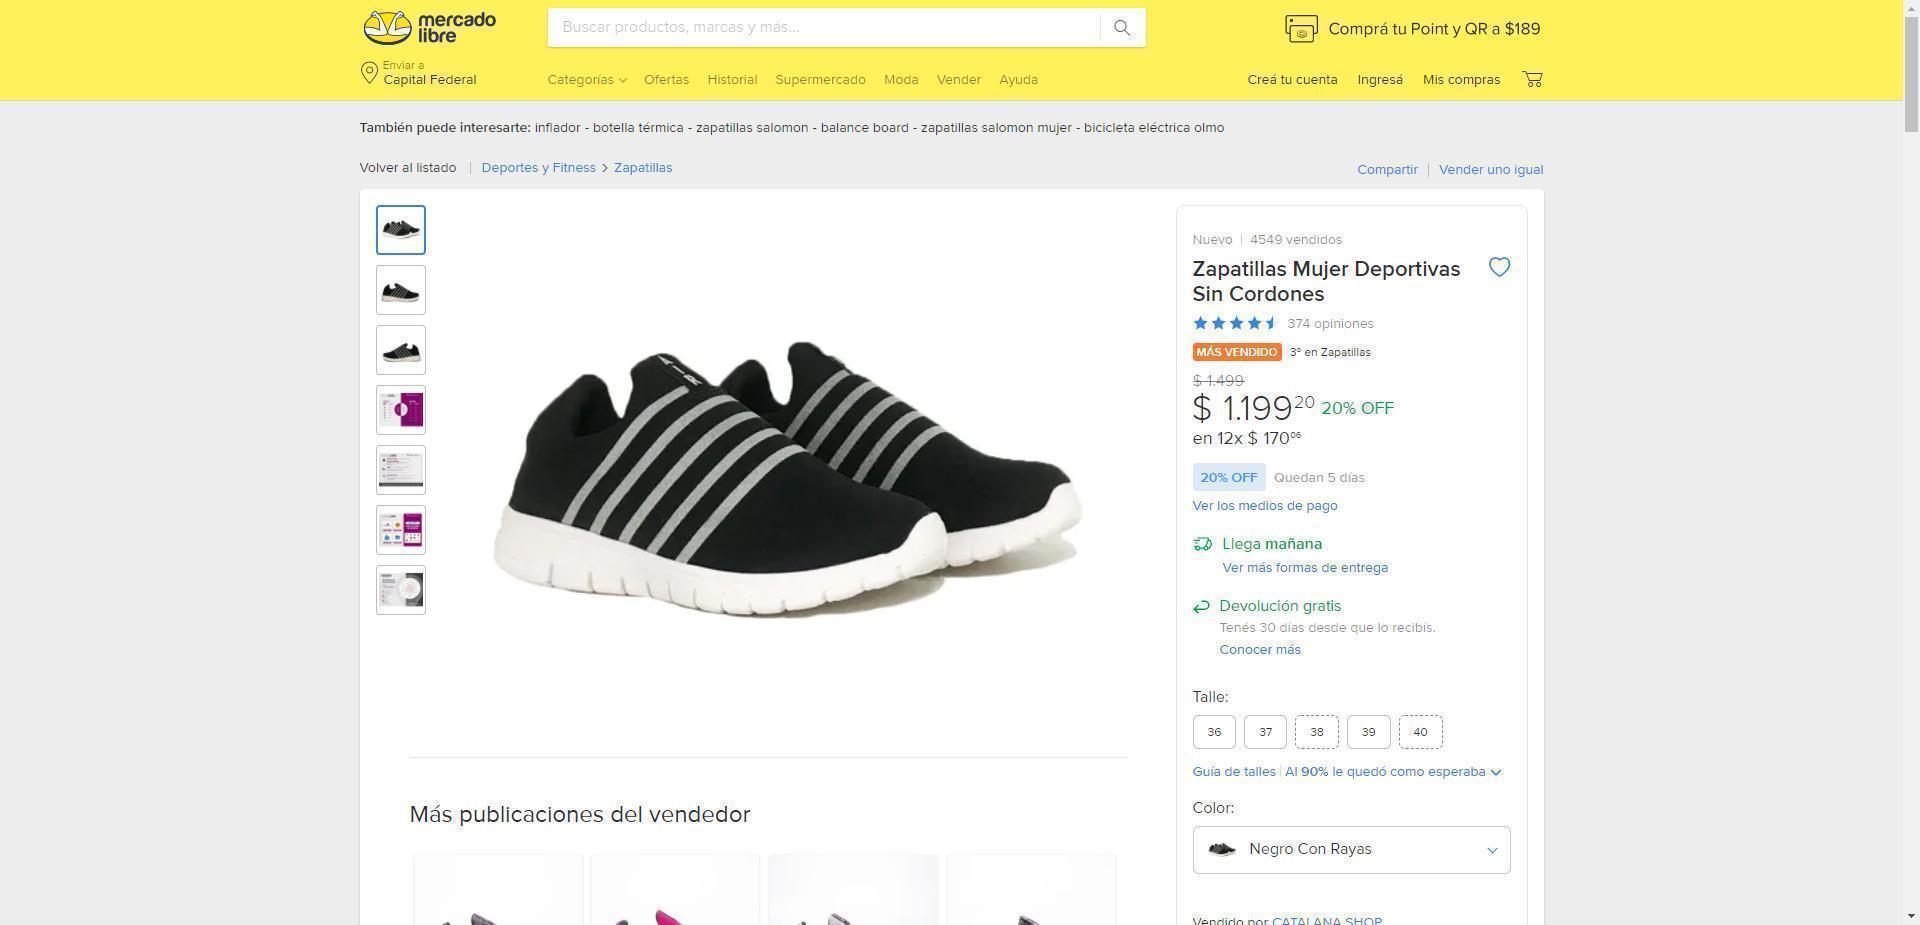 mercado
libre
Buscar productos, marcas y más...
Comprá tu Point y QR a $189
Enviar a
Capital Federal
Categorías Ofertas Historial Supermercado Moda Vender Ayuda
Creá tu cuenta Ingresá Mis compras
También puede interesarte: inflador - botella térmica - zapatillas salomon - balance board - zapatillas salomon mujer - bicicleta eléctrica olmo
Volver al listado | Deportes y Fitness > Zapatillas
Compartir | Vender uno igual
Nuevo | 4549 vendidos
Zapatillas Mujer Deportivas
Sin Cordones
374 opiniones
MÁS VENDIDO 3º en Zapatillas
$ 1.499
$ 1.199 20 20% OFF
en 12x $ 170 06
20% OFF Quedan 5 días
Ver los medios de pago
Llega mañana
Ver más formas de entrega
Devolución gratis
Tenés 30 días desde que lo recibís.
Conocer más
Talle:
36 37 38 39 40
Guía de talles | Al 90% le quedó como esperaba
Color:
Negro Con Rayas
Vendido por CATALANA SHOP
Más publicaciones del vendedor